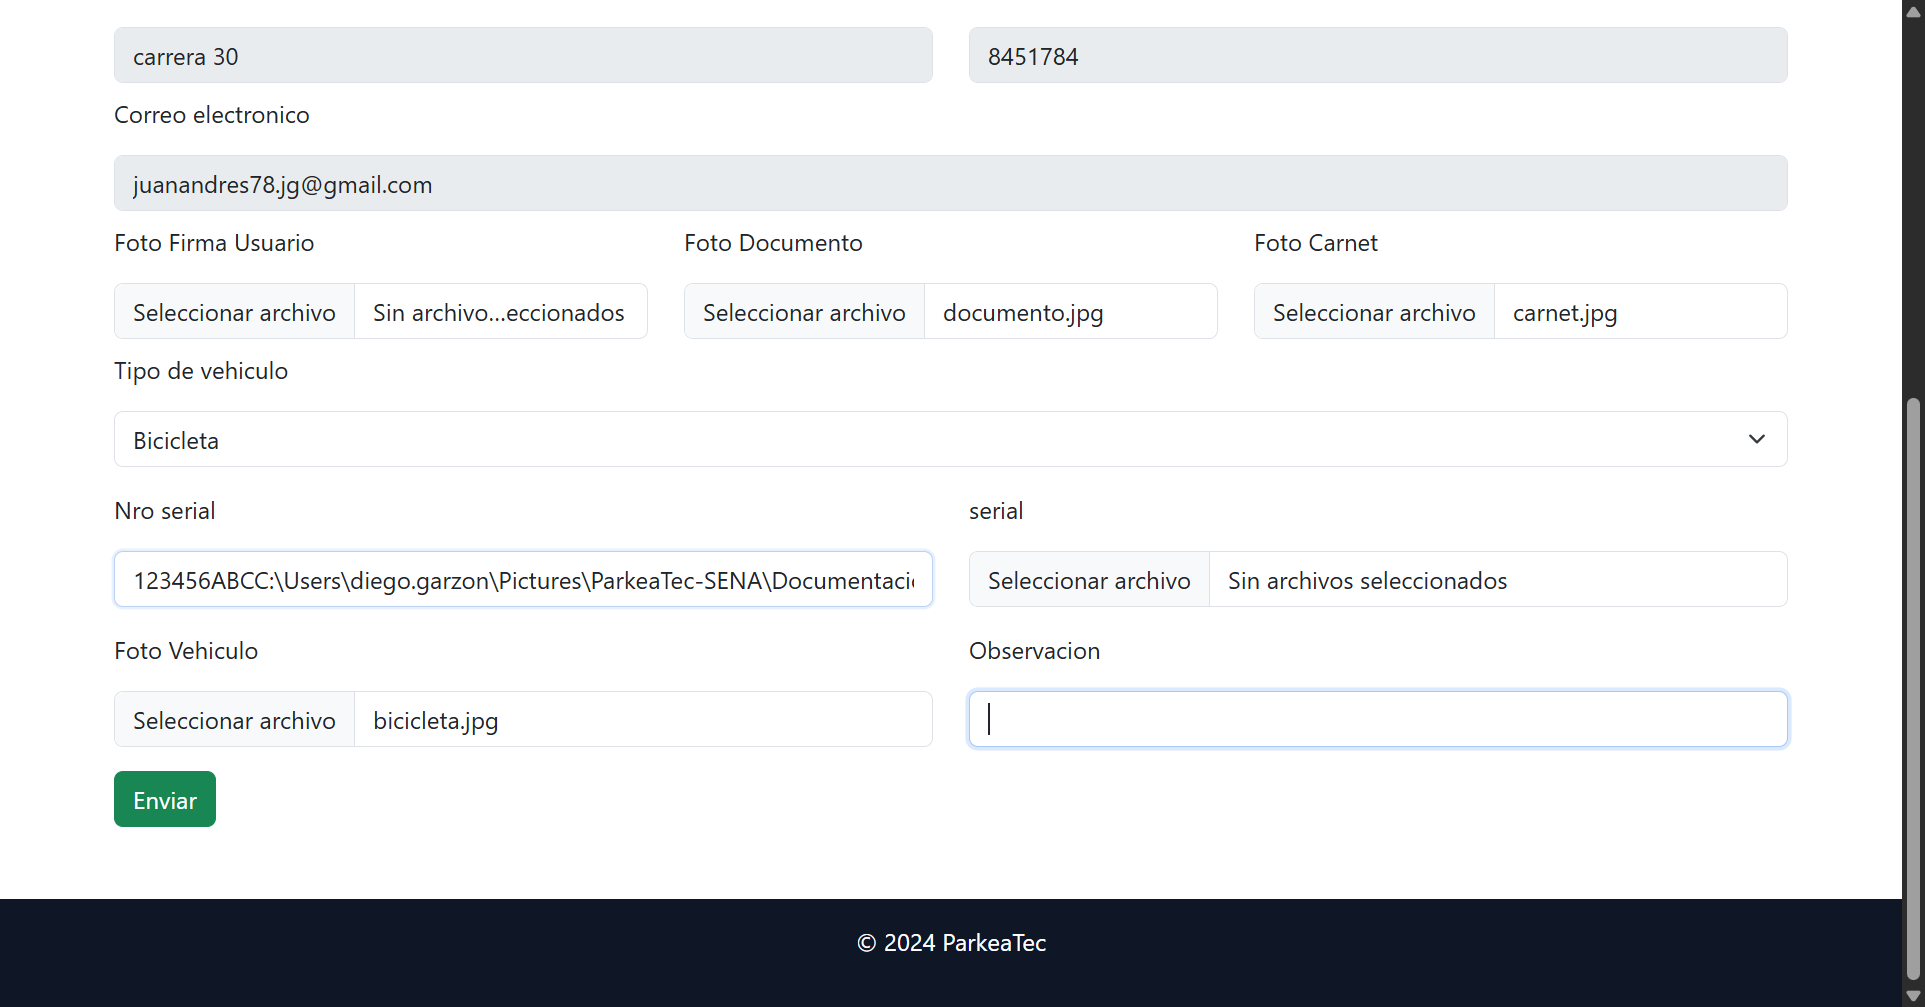 carrera 30
8451784
Correo electronico
juanandres78.jg@gmail.com
Foto Firma Usuario
Foto Documento
Foto Carnet
Seleccionar archivo
Sin archivo...eccionados
Seleccionar archivo
documento.jpg
Seleccionar archivo
carnet.jpg
Tipo de vehiculo
Bicicleta
Nro serial
serial
123456ABCC:\Users\diego.garzon\Pictures\ParkeaTec-SENA\Documentaci
Seleccionar archivo
Sin archivos seleccionados
Foto Vehiculo
Observacion
Seleccionar archivo
bicicleta.jpg
Enviar
© 2024 ParkeaTec